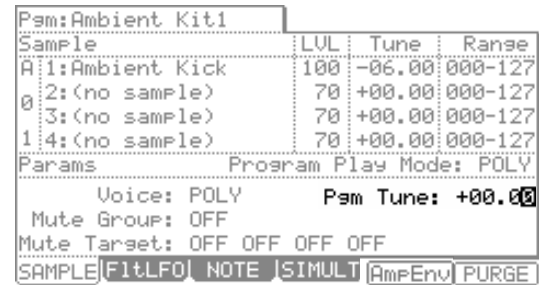 Pgm:Ambient Kit1
Sample LVL Tune Range
A 1:Ambient Kick 100 -06.00 000-127
0 2:(no sample) 70 +00.00 000-127
3:(no sample) 70 +00.00 000-127
1 4:(no sample) 70 +00.00 000-127
Params Program Play Mode: POLY
Voice: POLY Pgm Tune: +00.00
Mute Group: OFF
Mute Target: OFF OFF OFF OFF
SAMPLE FltLFO NOTE SIMULT AmpEnv PURGE